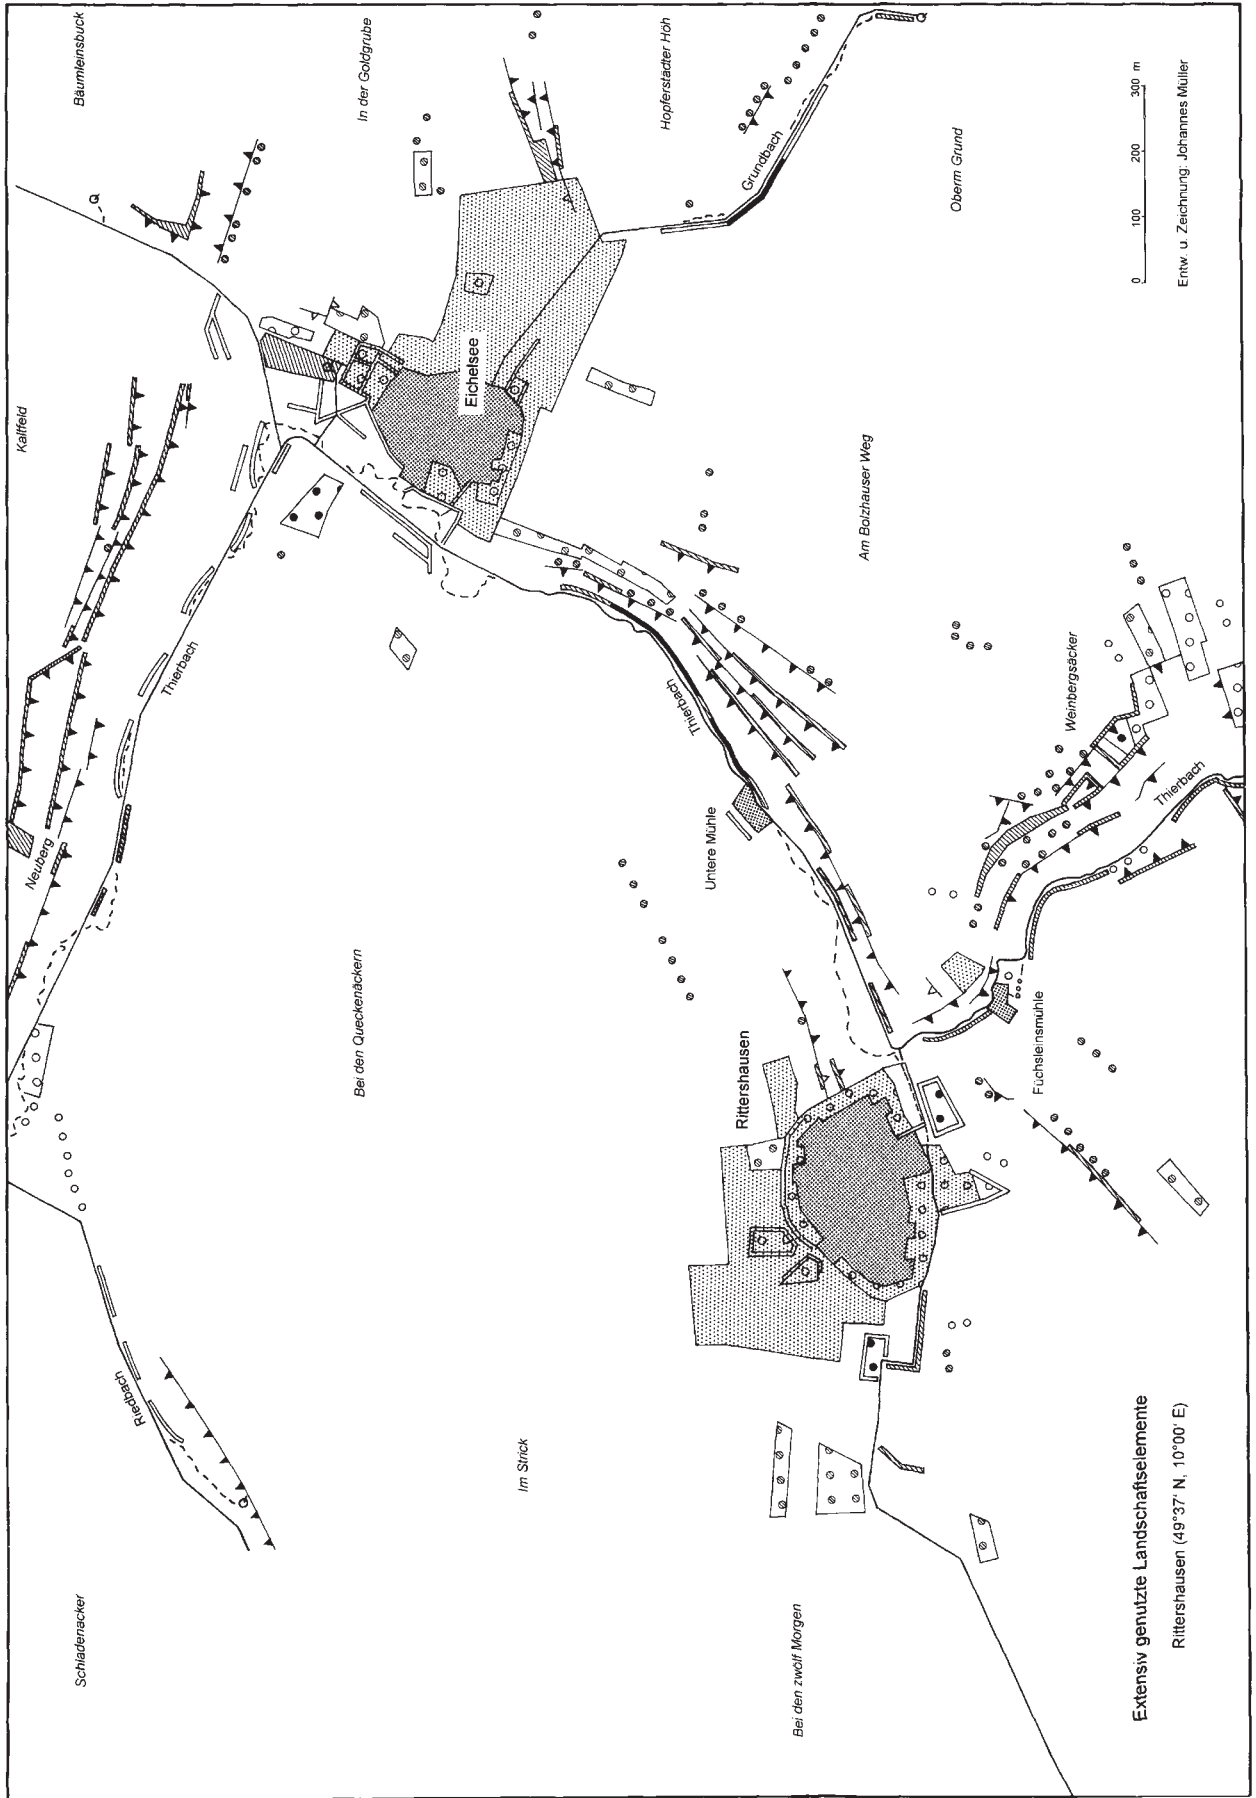 Schladenacker
Kaltfeld
Bäumleinsbuck
Neuberg
Riedbach
Thierbach
Bei den Queckenäckern
In der Goldgrube
Eichelsee
Im Strick
Hopferstädter Höh
Thierbach
Untere Mühle
Rittershausen
Grundbach
Bei den zwölf Morgen
Am Bolzhauser Weg
Oberm Grund
Füchsleinsmühle
Weinbergsäcker
Thierbach
Extensiv genutzte Landschaftselemente
Rittershausen (49°37' N, 10°00' E)
0 100 200 300 m
Entw. u. Zeichnung: Johannes Müller